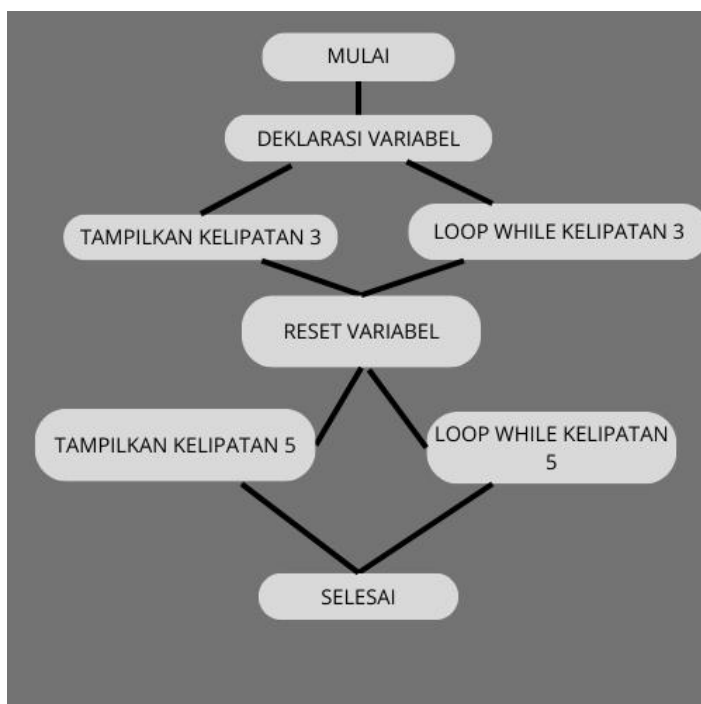 MULAI
DEKLARASI VARIABEL
TAMPILKAN KELIPATAN 3
LOOP WHILE KELIPATAN 3
RESET VARIABEL
TAMPILKAN KELIPATAN 5
LOOP WHILE KELIPATAN
5
SELESAI